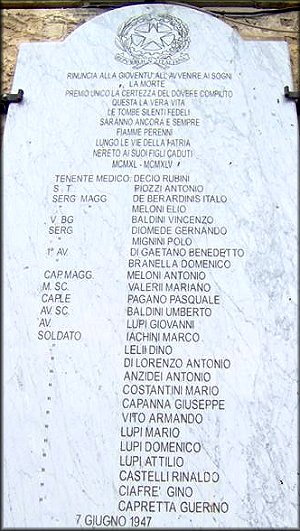 RINUNCIA ALLA GIOVENTU' ALL'AVVENIRE AI SOGNI
LA MORTE
PREMIO UNICO LA CERTEZZA DEL DOVERE COMPIUTO
QUESTA LA VERA VITA
LE TOMBE SILENTI FEDELI
SARANNO ANCORA E SEMPRE
FIAMME PERENNI
LUNGO LE VIE DELLA PATRIA
NERETO AI SUOI FIGLI CADUTI
MCMXL - MCMXLV
TENENTE MEDICO: DECIO RUBINI
S. T. PIOZZI ANTONIO
SERG. MAGG. DE BERARDINIS ITALO
" MELONI ELIO
V. BG BALDINI VINCENZO
SERG DIOMEDE GERNANDO
" MIGNINI POLO
1° AV. DI GAETANO BENEDETTO
" BRANELLA DOMENICO
CAP.MAGG. MELONI ANTONIO
M. SC. VALERII MARIANO
CAP.LE PAGANO PASQUALE
AV. SC. BALDINI UMBERTO
AV. LUPI GIOVANNI
SOLDATO IACHINI MARCO
" LELII DINO
" DI LORENZO ANTONIO
" ANZIDEI ANTONIO
" COSTANTINI MARIO
" CAPANNA GIUSEPPE
" VITO ARMANDO
" LUPI MARIO
" LUPI DOMENICO
" LUPI ATTILIO
" CASTELLI RINALDO
" CIAFRE' GINO
" CAPRETTA GUERINO
7 GIUGNO 1947